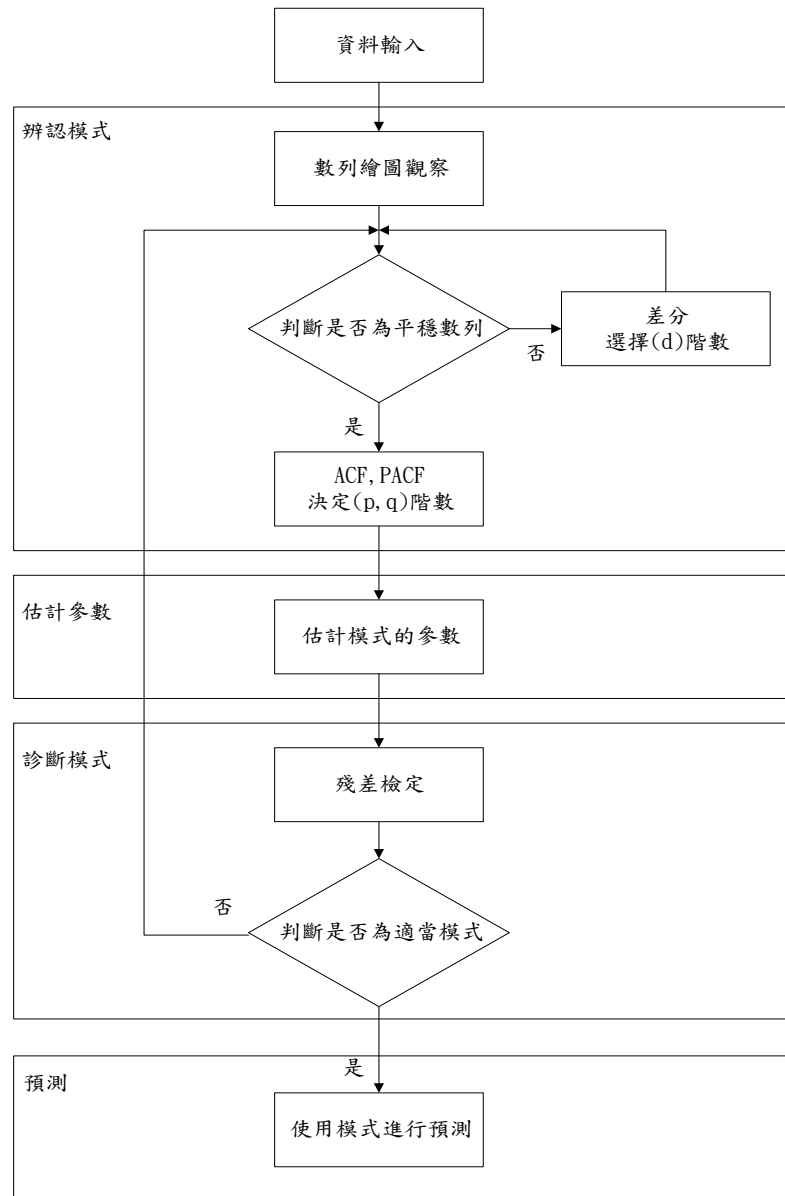 資料輸入
辨認模式
數列繪圖觀察
判斷是否為平穩數列
否
差分
選擇(d)階數
是
ACF,PACF
決定(p,q)階數
估計參數
估計模式的參數
診斷模式
殘差檢定
否
判斷是否為適當模式
是
預測
使用模式進行預測